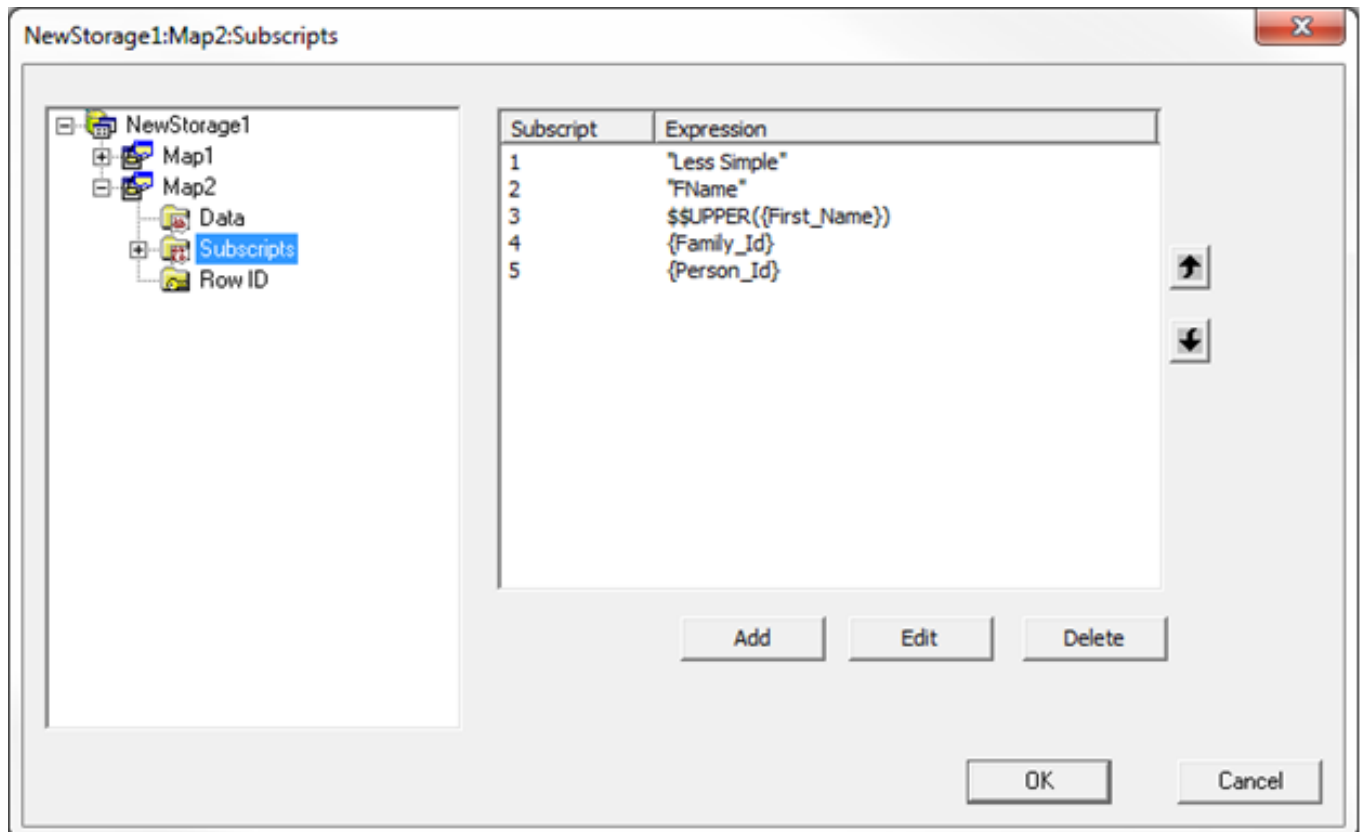 NewStorage1:Map2:Subscripts
NewStorage1
Map1
Map2
Data
Subscripts
Row ID
Subscript Expression
1 "Less Simple"
2 "FName"
3 $$UPPER({First_Name})
4 {Family_Id}
5 {Person_Id}
Add Edit Delete
OK Cancel